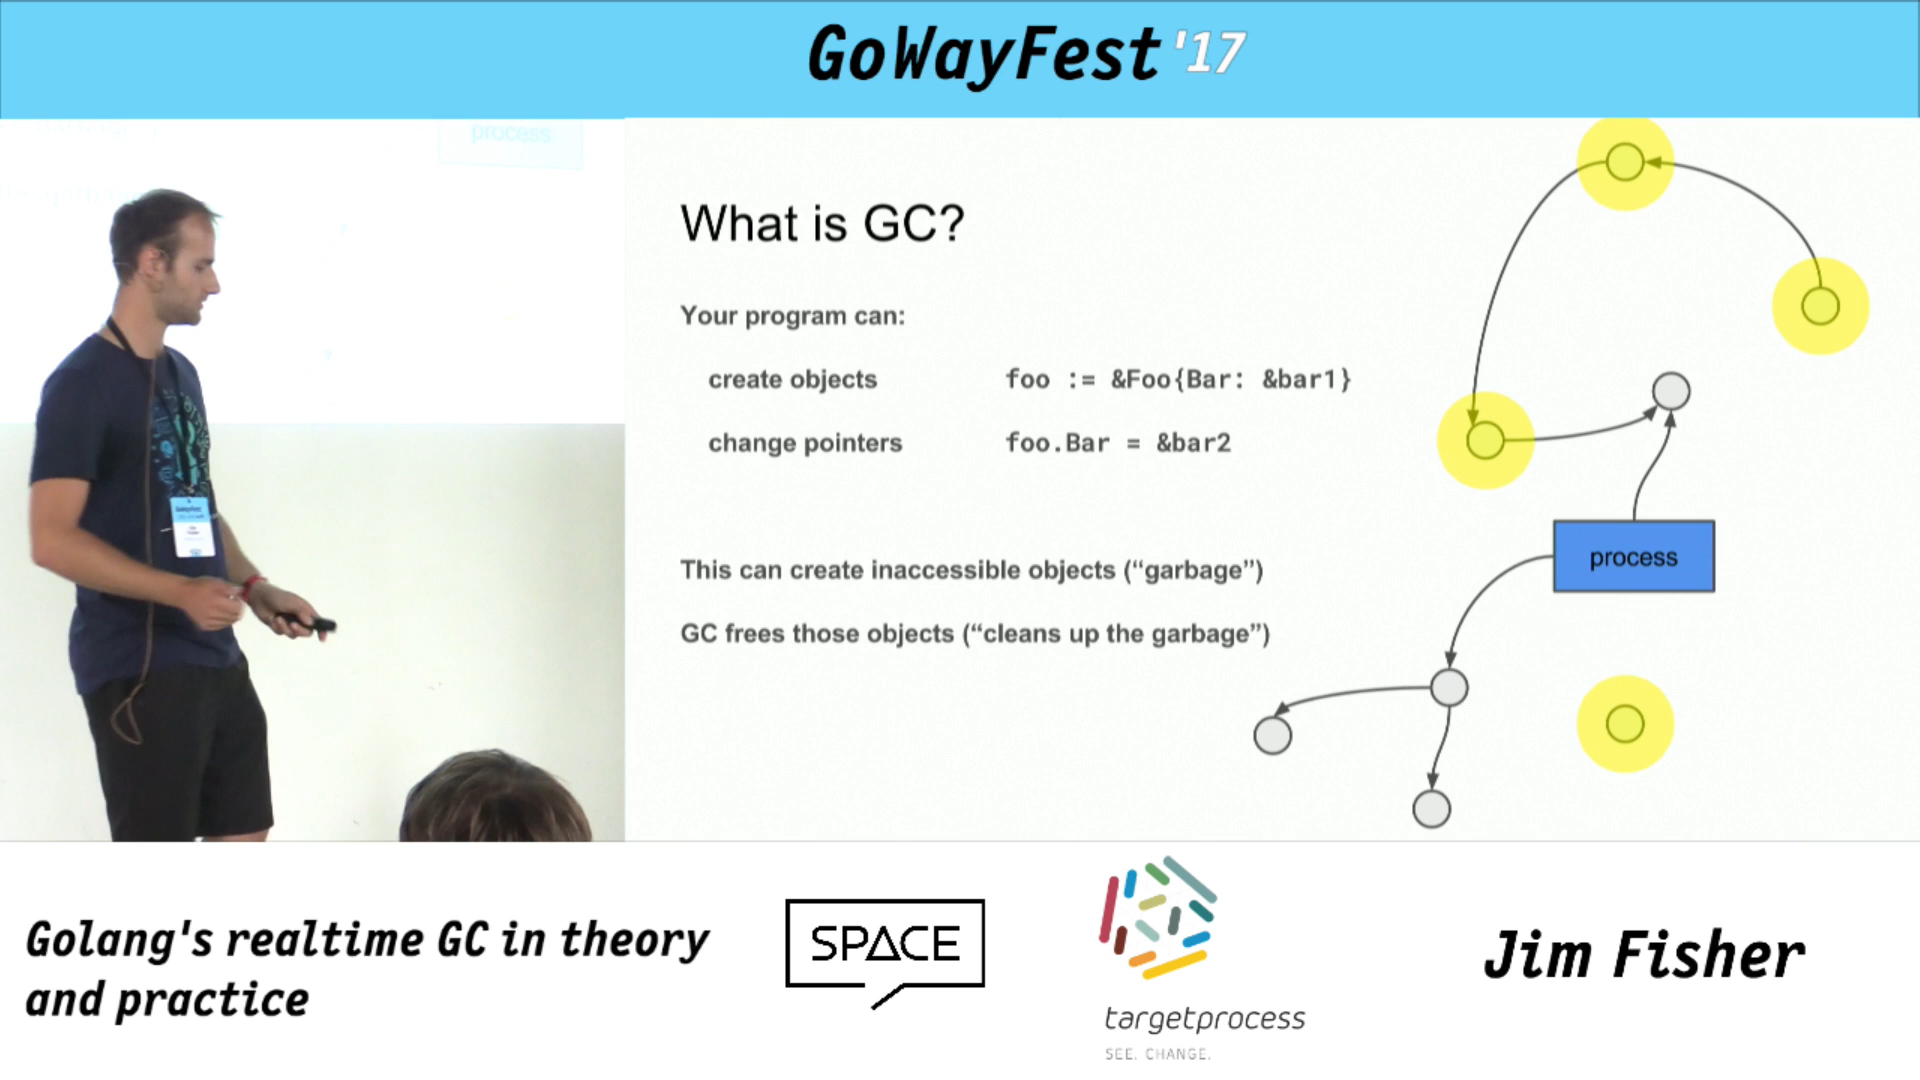 GoWayFest '17
process
What is GC?
Your program can:
create objects foo := &Foo{Bar: &bar1}
change pointers foo.Bar = &bar2
This can create inaccessible objects (“garbage”)
GC frees those objects (“cleans up the garbage”)
process
Golang's realtime GC in theory
and practice
SPACE
targetprocess
SEE. CHANGE.
Jim Fisher